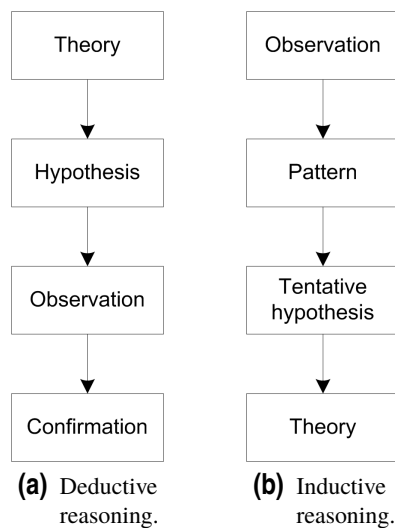 Theory
Hypothesis
Observation
Confirmation
(a) Deductive
reasoning.
Observation
Pattern
Tentative
hypothesis
Theory
(b) Inductive
reasoning.